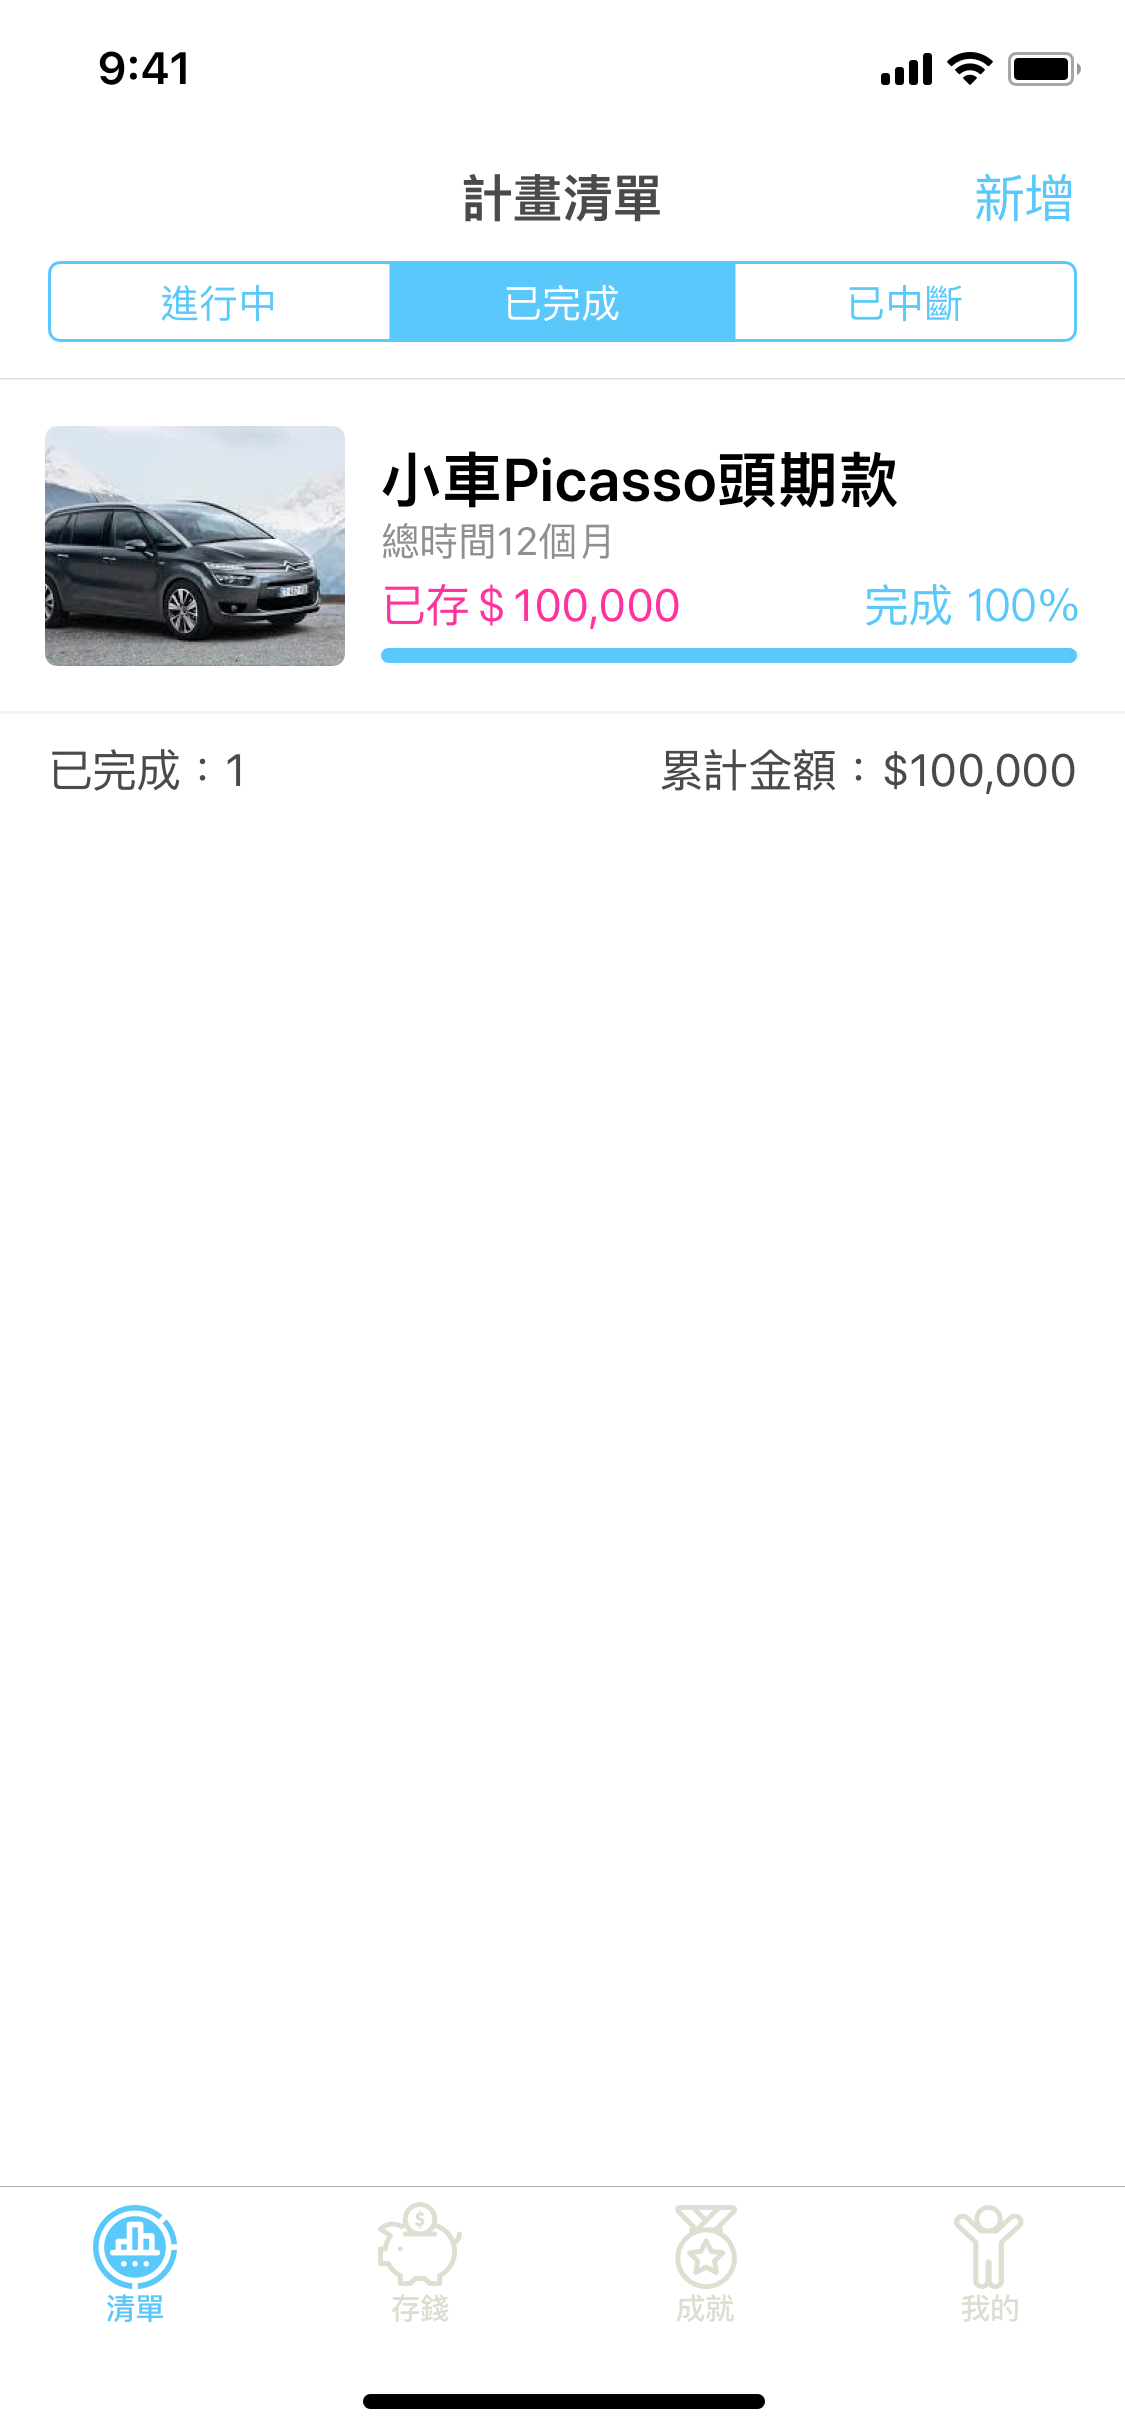 9:41
計畫清單
新增
進行中
已完成
已中斷
小車Picasso頭期款
總時間12個月
已存＄100,000
完成 100%
已完成：1
累計金額：$100,000
清單
存錢
成就
我的